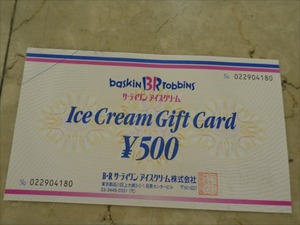 baskin BR robbins
№ 022904180
サーティワン アイスクリーム
Ice Cream Gift Card
¥500
B-R サーティワン アイスクリーム株式会社
№ 022904180